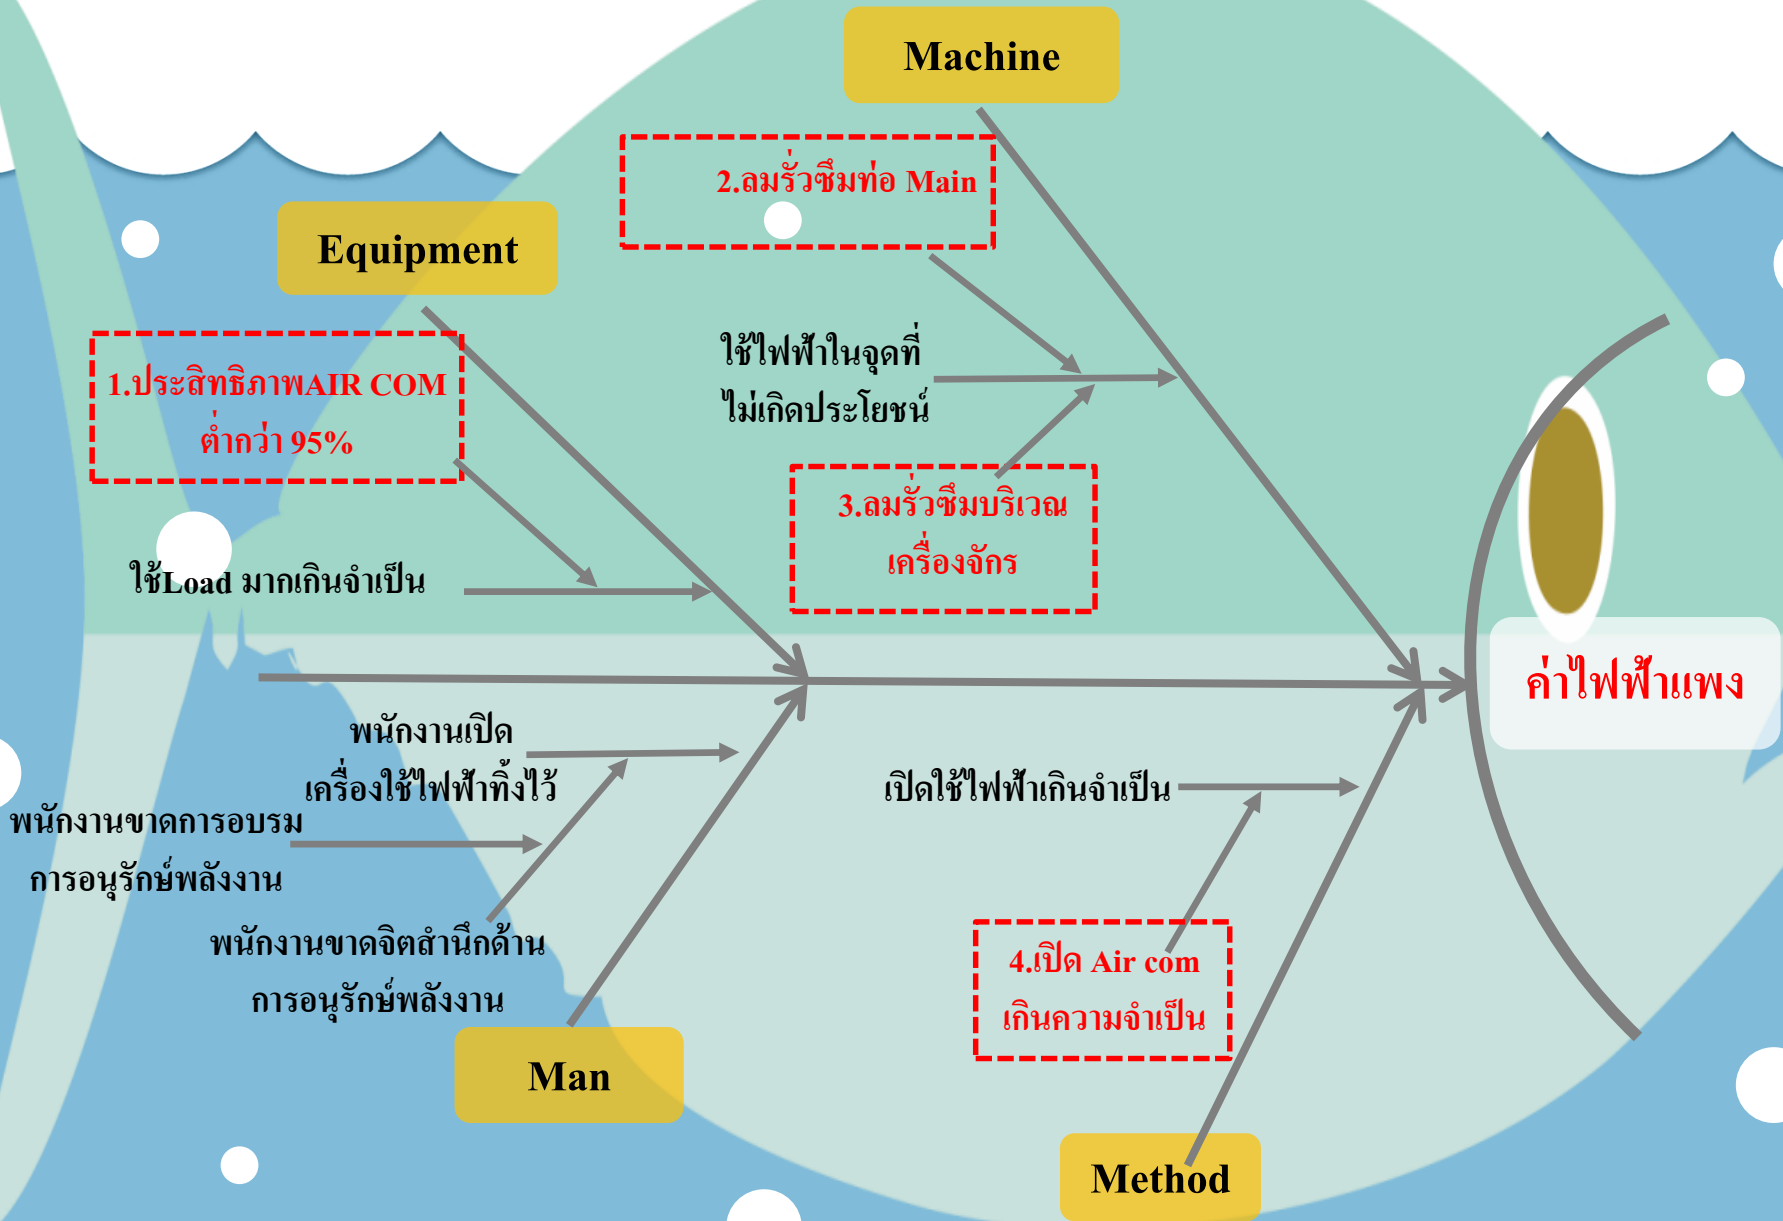 Machine
2.ลมรั่วซึมท่อ Main
Equipment
1.ประสิทธิภาพAIR COM
ต่ำกว่า 95%
ใช้ไฟฟ้าในจุดที่
ไม่เกิดประโยชน์
3.ลมรั่วซึมบริเวณ
เครื่องจักร
ใช้Load มากเกินจำเป็น
ค่าไฟฟ้าแพง
พนักงานเปิด
เครื่องใช้ไฟฟ้าทิ้งไว้
เปิดใช้ไฟฟ้าเกินจำเป็น
พนักงานขาดการอบรม
การอนุรักษ์พลังงาน
พนักงานขาดจิตสำนึกด้าน
การอนุรักษ์พลังงาน
4.เปิด Air com
เกินความจำเป็น
Man
Method